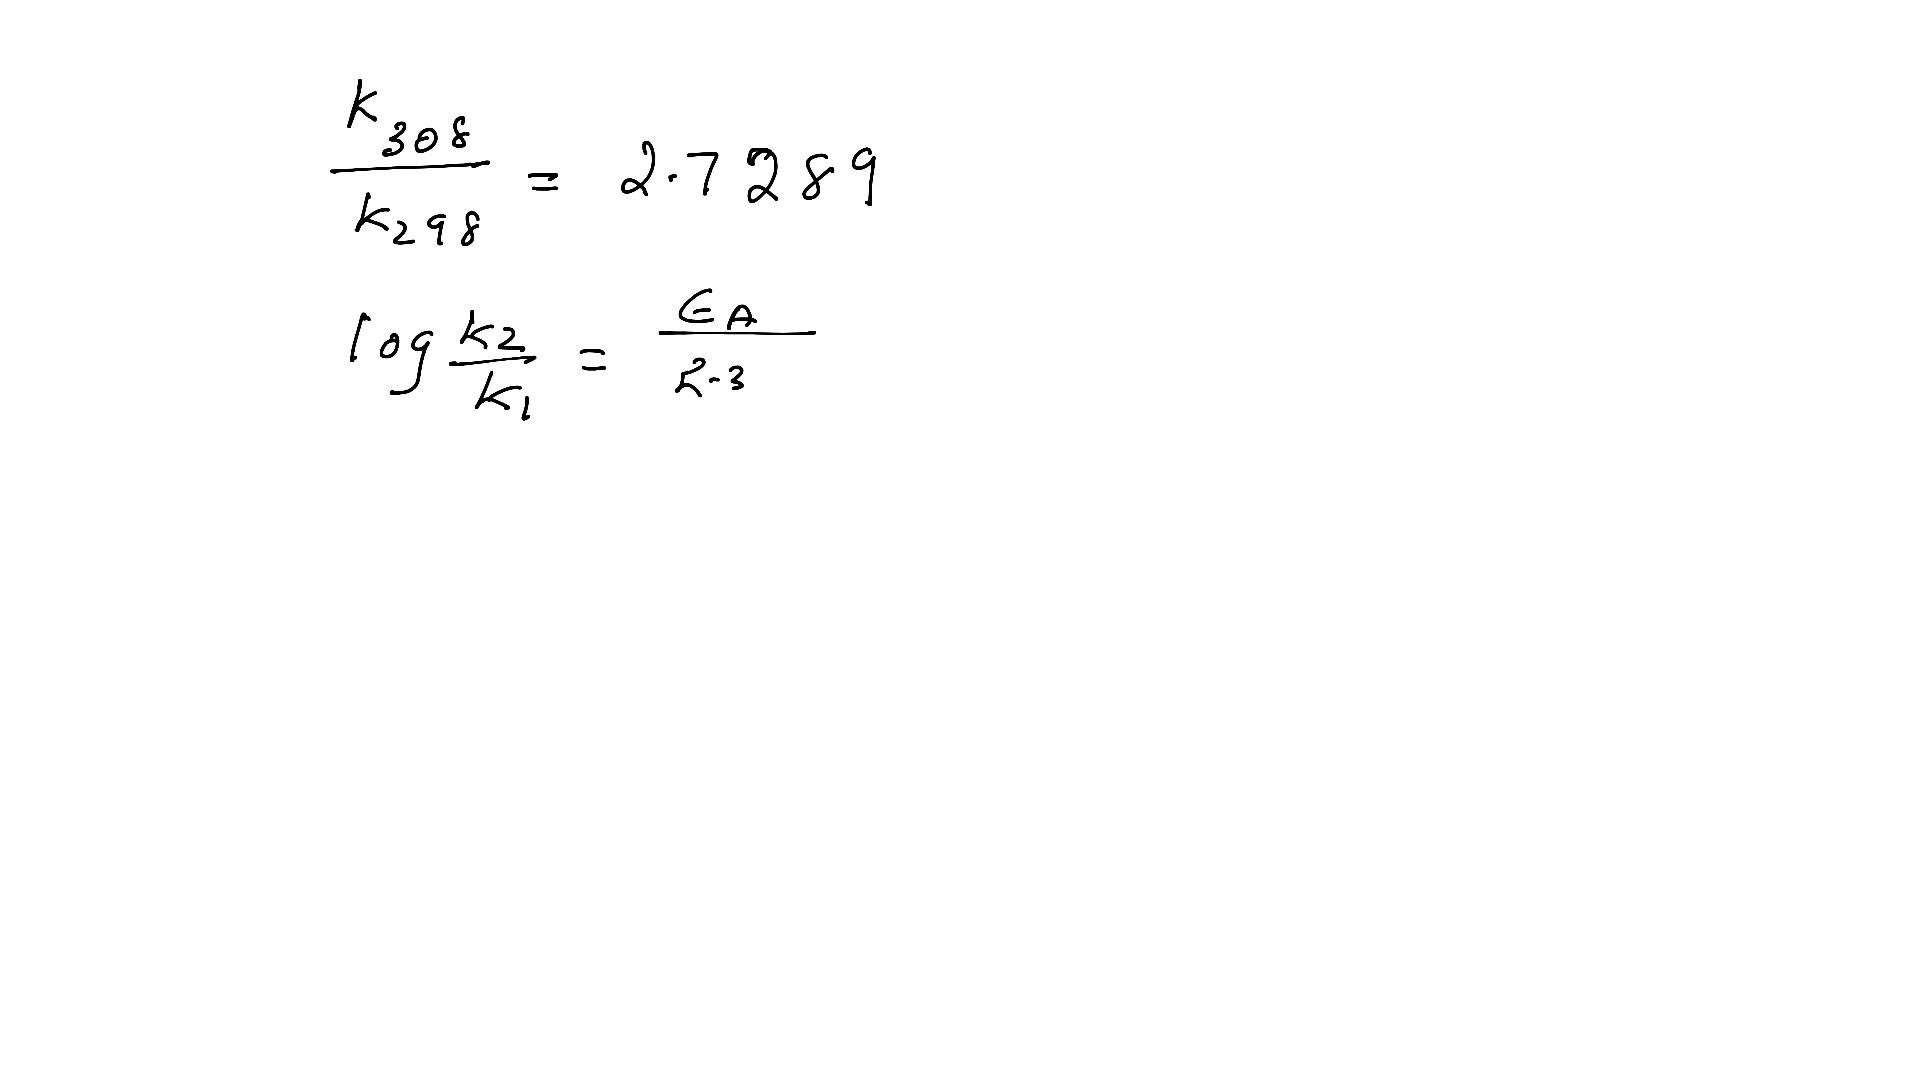 K308/K298 = 2.7289
log K2/K1 = EA/2.3